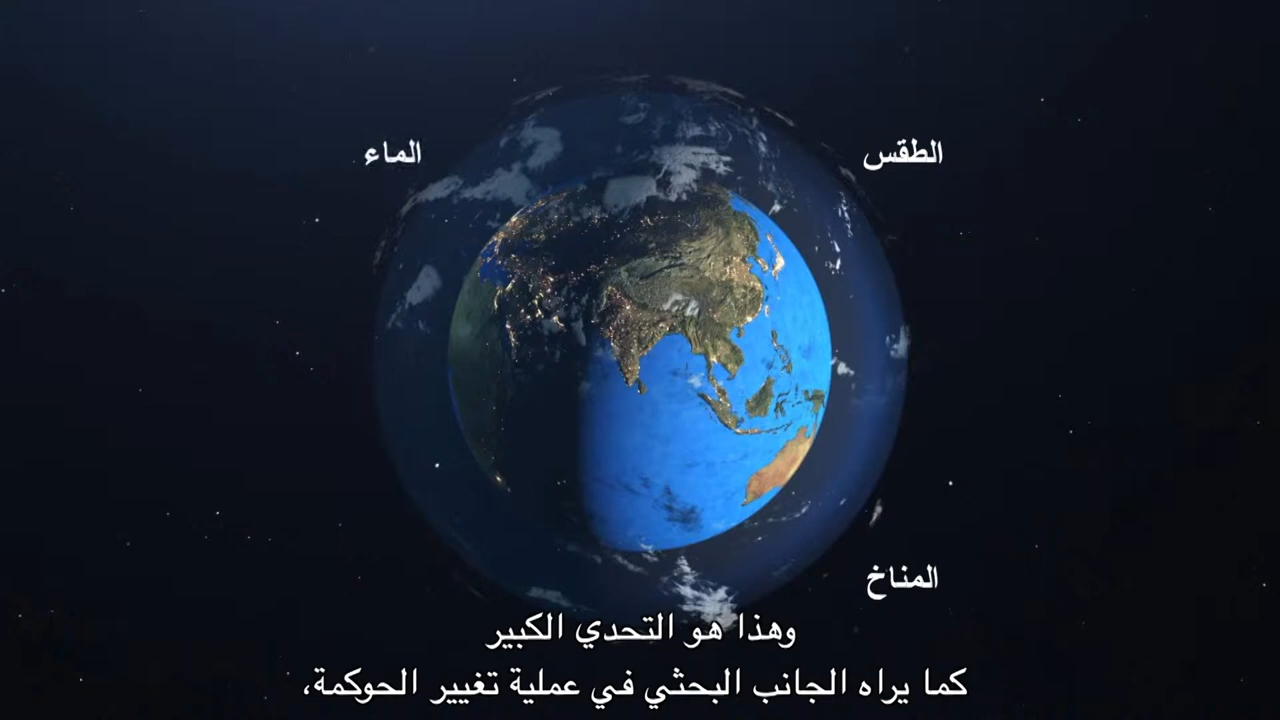 الطقس
الماء
المناخ
وهذا هو التحدي الكبير
كما يراه الجانب البحثي في عملية تغيير الحوكمة،